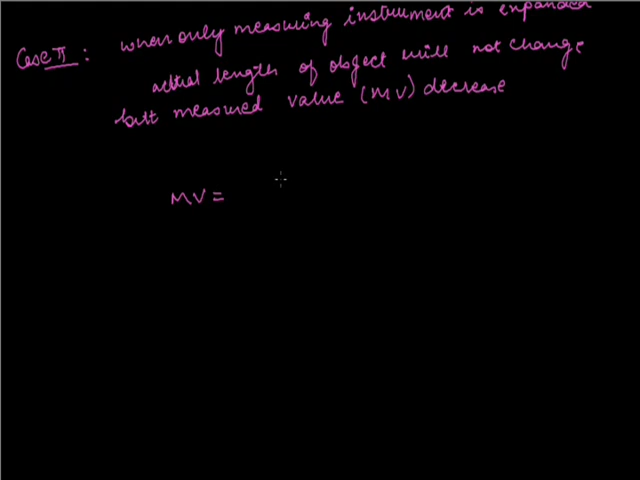 Case II : when only measuring instrument is expanded
actual length of object will not change
but measured value (MV) decrease
MV =